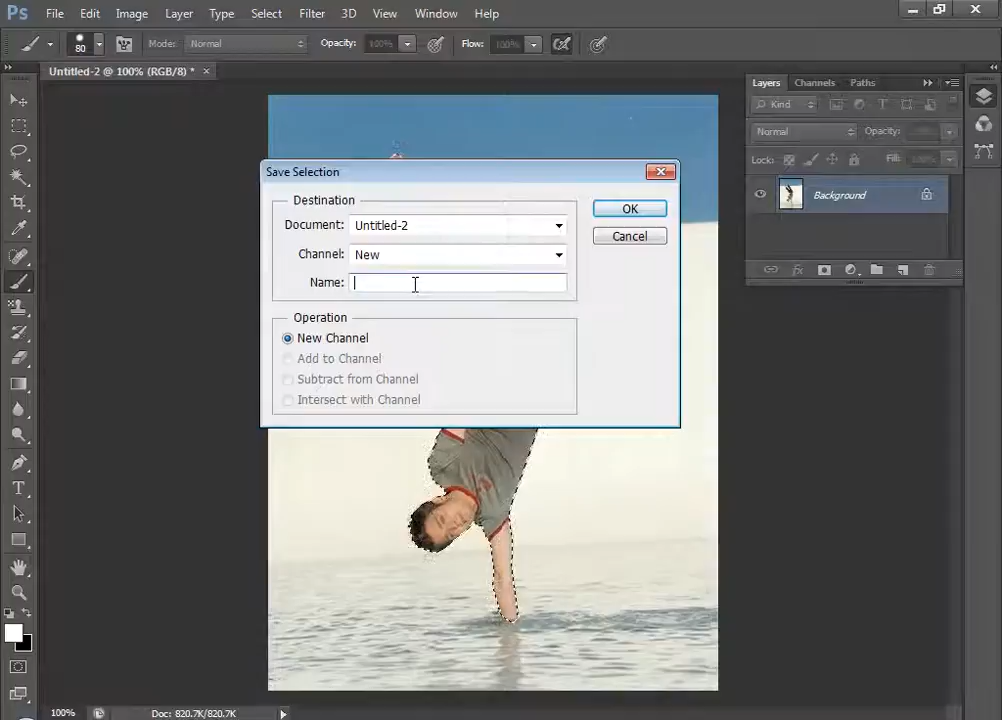 Ps File Edit Image Layer Type Select Filter 3D View Window Help
80 Mode: Normal Opacity: 100% Flow: 100%
Untitled-2 @ 100% (RGB/8) * ×
Layers Channels Paths
Kind
Normal Opacity:
Lock: Fill: 100%
Background
Save Selection
Destination
Document: Untitled-2
Channel: New
Name:
OK
Cancel
Operation
New Channel
Add to Channel
Subtract from Channel
Intersect with Channel
100% Doc: 820.7K/820.7K